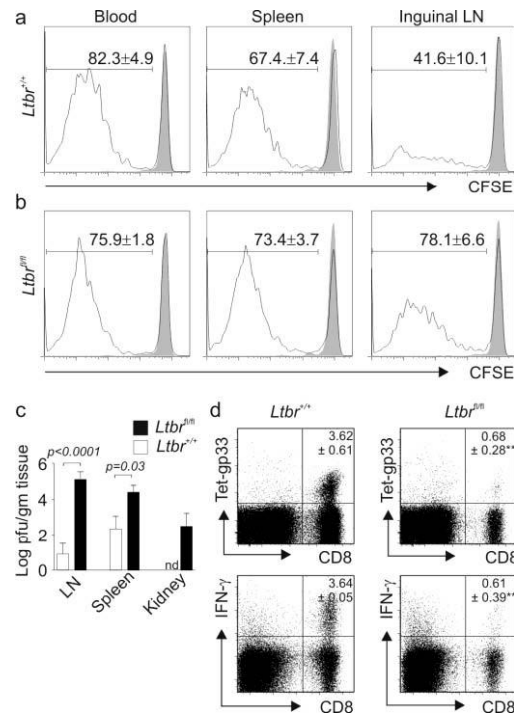 a
Blood
Spleen
Inguinal LN
Ltbr+/+
82.3±4.9
67.4.±7.4
41.6±10.1
CFSE
b
Ltbrfl/fl
75.9±1.8
73.4±3.7
78.1±6.6
CFSE
c
Ltbrfl/fl
Ltbr+/+
p<0.0001
p=0.03
Log pfu/gm tissue
6
4
2
0
nd
LN
Spleen
Kidney
d
Ltbr+/+
Ltbrfl/fl
Tet-gp33
3.62
± 0.61
CD8
Tet-gp33
0.68
± 0.28**
CD8
IFN-γ
3.64
± 0.05
CD8
IFN-γ
0.61
± 0.39**
CD8